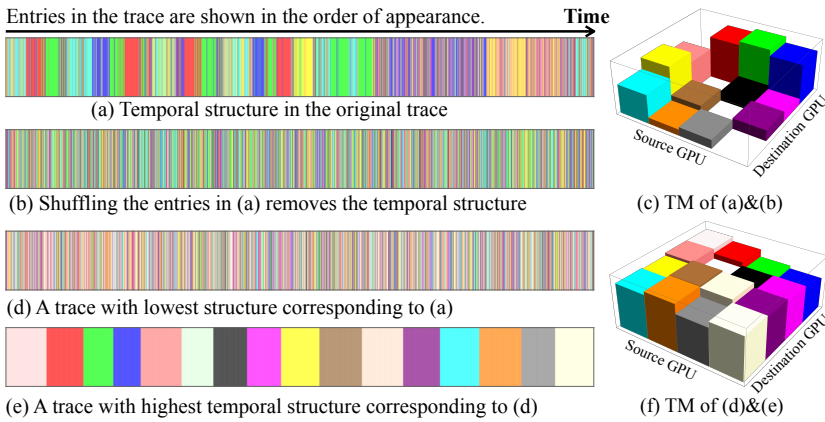 Entries in the trace are shown in the order of appearance.
Time
(a) Temporal structure in the original trace
(b) Shuffling the entries in (a) removes the temporal structure
(d) A trace with lowest structure corresponding to (a)
(e) A trace with highest temporal structure corresponding to (d)
Source GPU
Destination GPU
(c) TM of (a)&(b)
Source GPU
Destination GPU
(f) TM of (d)&(e)